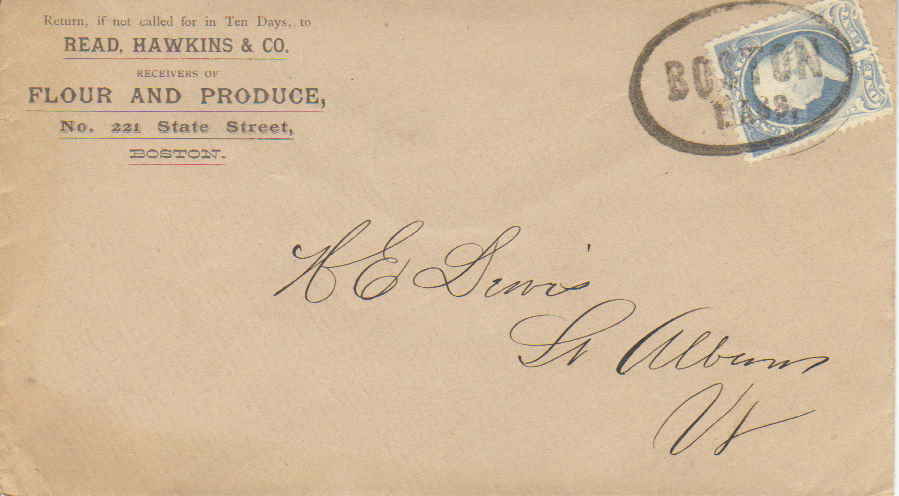 Return, if not called for in Ten Days, to
READ, HAWKINS & CO.
RECEIVERS OF
FLOUR AND PRODUCE,
No. 221 State Street,
BOSTON.
BOSTON
MASS.
H E Lewis
St Albans
Vt